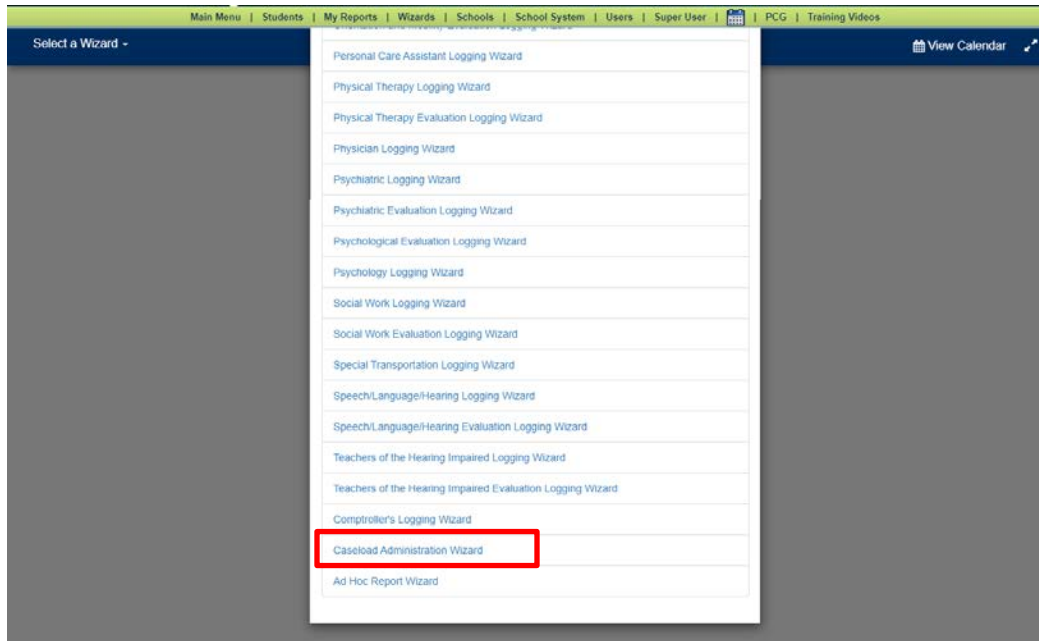 Main Menu | Students | My Reports | Wizards | Schools | School System | Users | Super User | | PCG | Training Videos
Select a Wizard
View Calendar
Personal Care Assistant Logging Wizard
Physical Therapy Logging Wizard
Physical Therapy Evaluation Logging Wizard
Physician Logging Wizard
Psychiatric Logging Wizard
Psychiatric Evaluation Logging Wizard
Psychological Evaluation Logging Wizard
Psychology Logging Wizard
Social Work Logging Wizard
Social Work Evaluation Logging Wizard
Special Transportation Logging Wizard
Speech/Language/Hearing Logging Wizard
Speech/Language/Hearing Evaluation Logging Wizard
Teachers of the Hearing Impaired Logging Wizard
Teachers of the Hearing Impaired Evaluation Logging Wizard
Comptroller's Logging Wizard
Caseload Administration Wizard
Ad Hoc Report Wizard